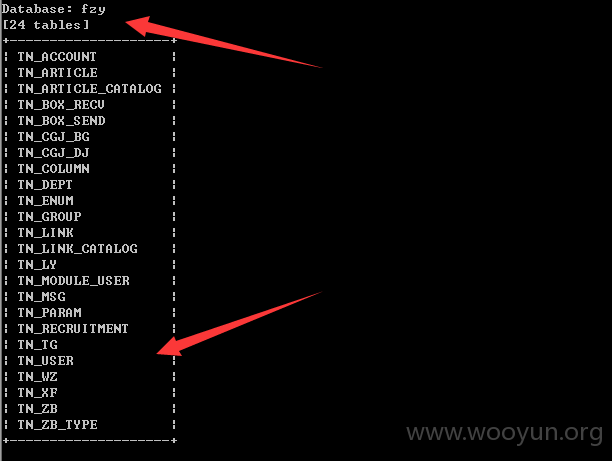 Database: fzy
[24 tables]
+---------------------+
¦ TN_ACCOUNT ¦
¦ TN_ARTICLE ¦
¦ TN_ARTICLE_CATALOG ¦
¦ TN_BOX_RECV ¦
¦ TN_BOX_SEND ¦
¦ TN_CGJ_BG ¦
¦ TN_CGJ_DJ ¦
¦ TN_COLUMN ¦
¦ TN_DEPT ¦
¦ TN_ENUM ¦
¦ TN_GROUP ¦
¦ TN_LINK ¦
¦ TN_LINK_CATALOG ¦
¦ TN_LY ¦
¦ TN_MODULE_USER ¦
¦ TN_MSG ¦
¦ TN_PARAM ¦
¦ TN_RECRUITMENT ¦
¦ TN_TG ¦
¦ TN_USER ¦
¦ TN_WZ ¦
¦ TN_XF ¦
¦ TN_ZB ¦
¦ TN_ZB_TYPE ¦
+---------------------+
www.wooyun.org